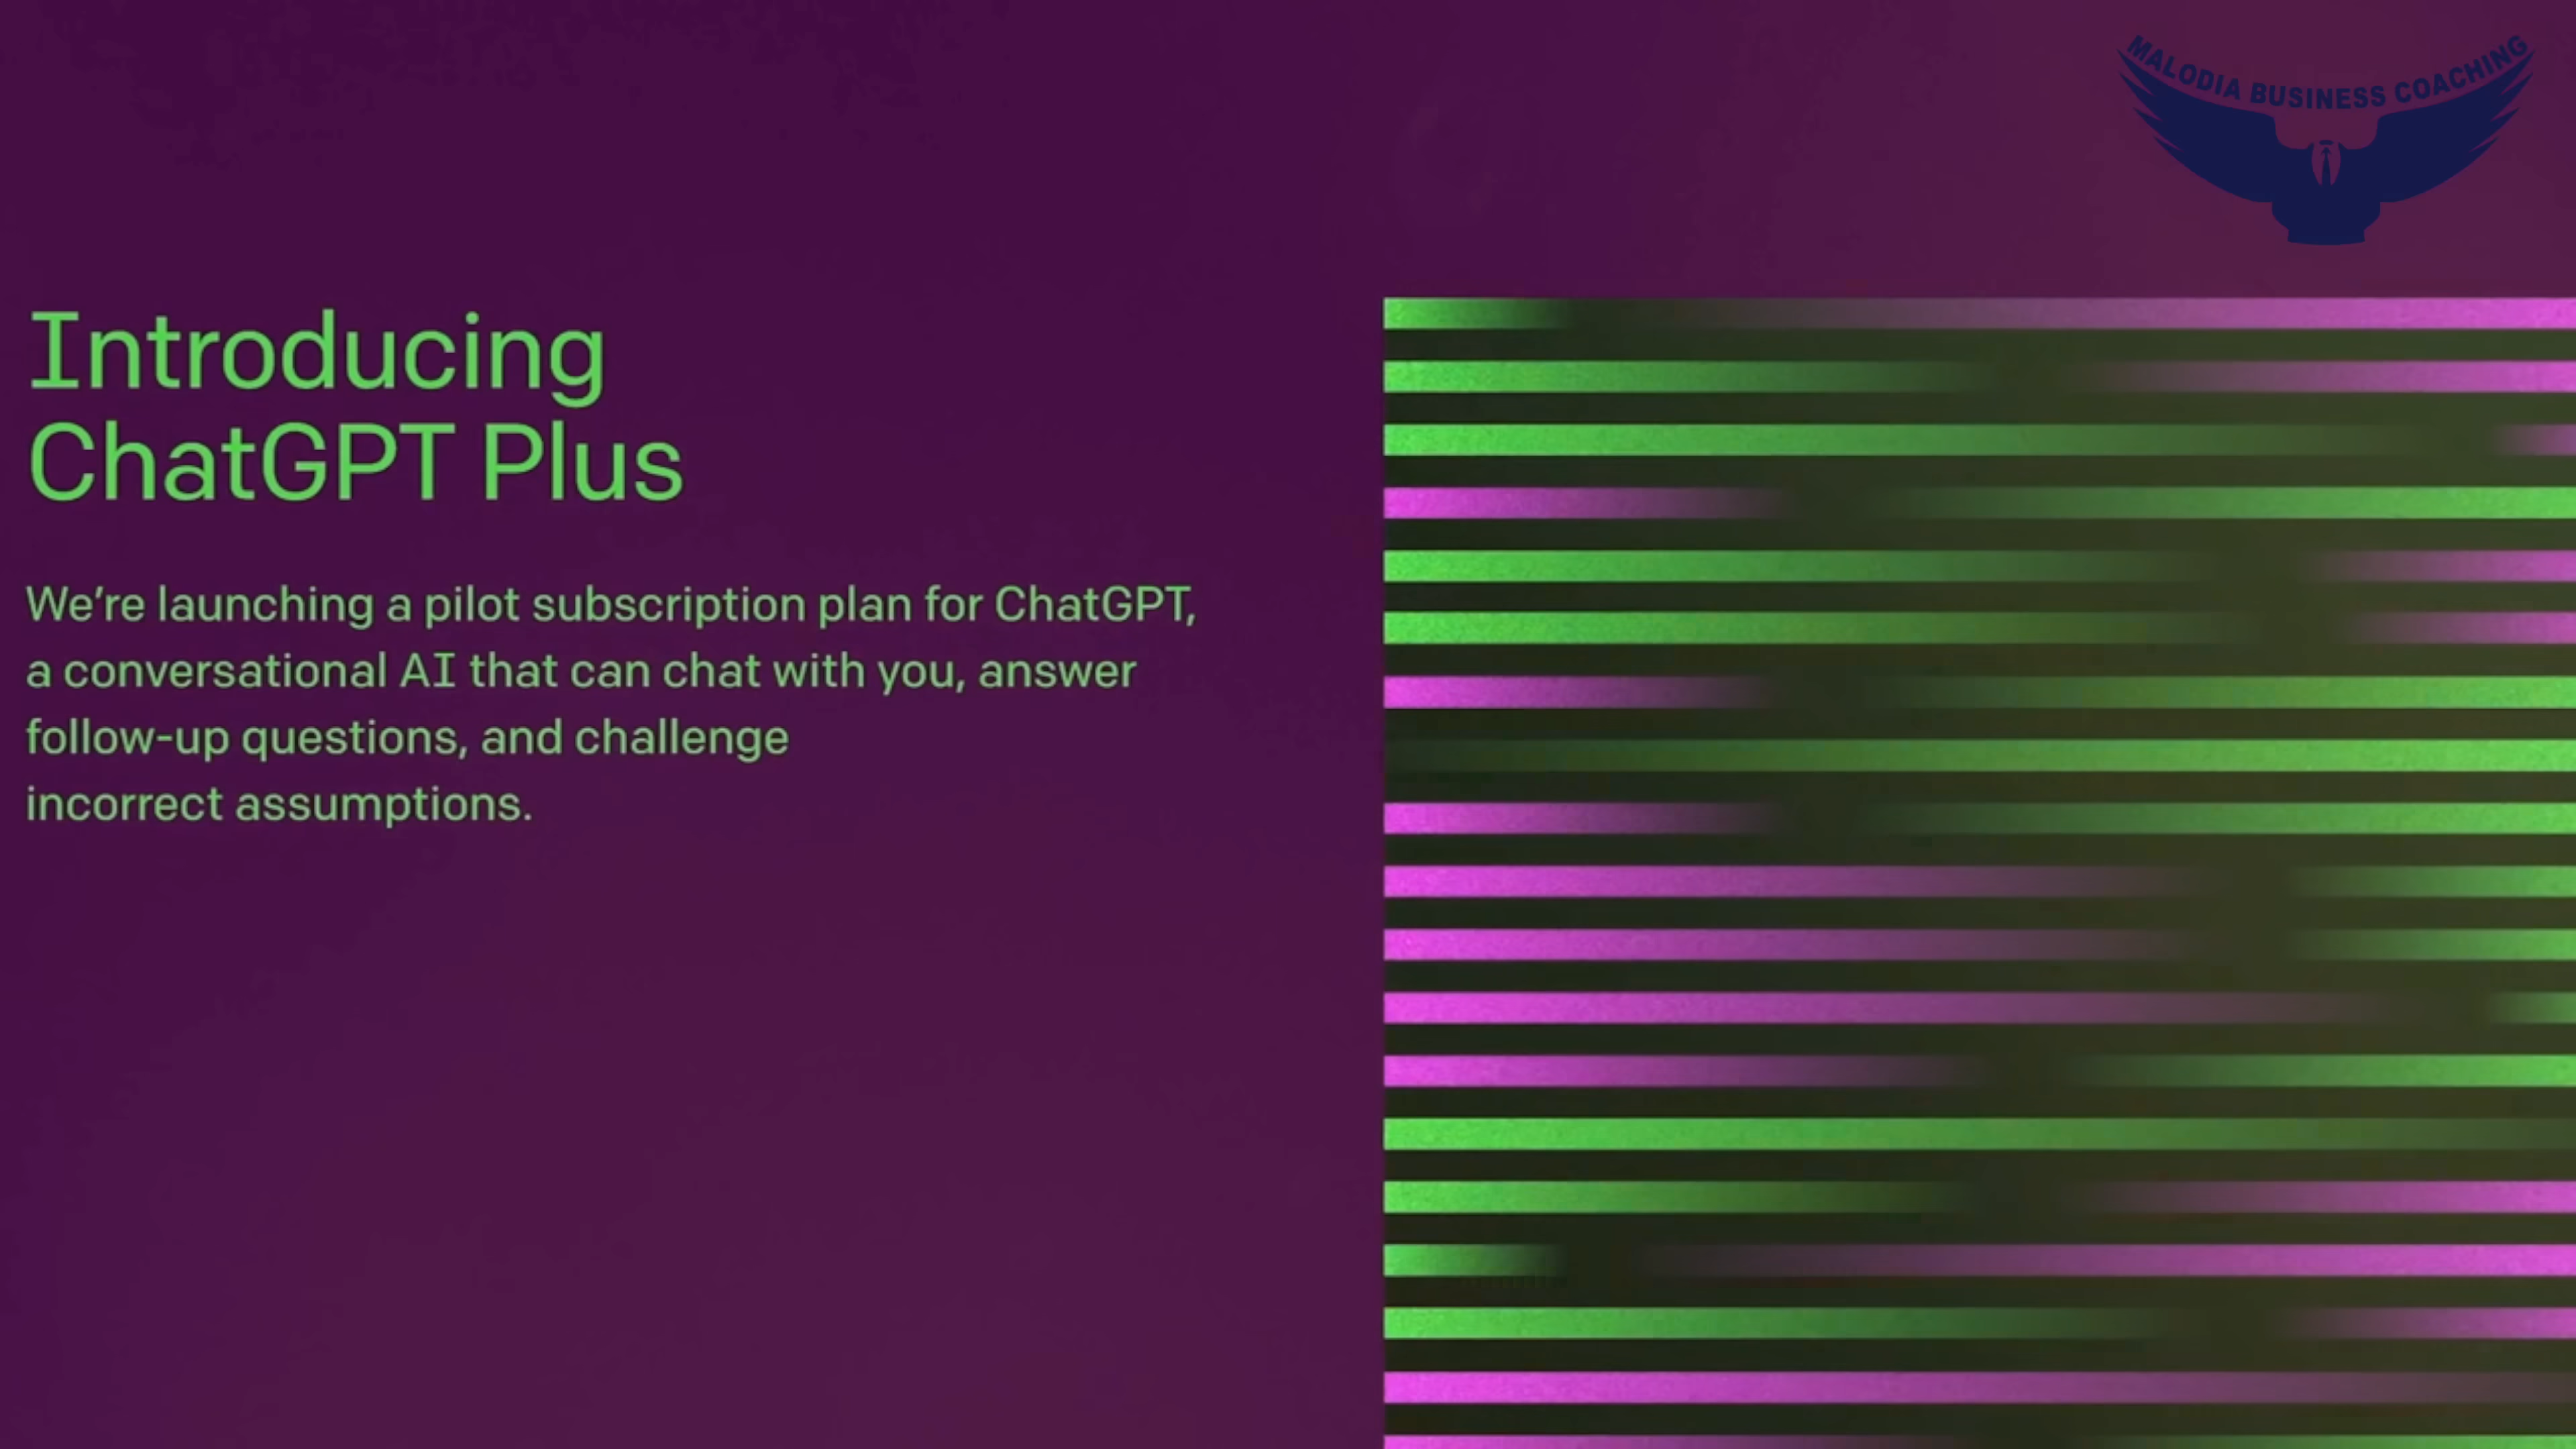 MALODIA BUSINESS COACHING
Introducing
ChatGPT Plus
We’re launching a pilot subscription plan for ChatGPT,
a conversational AI that can chat with you, answer
follow-up questions, and challenge
incorrect assumptions.